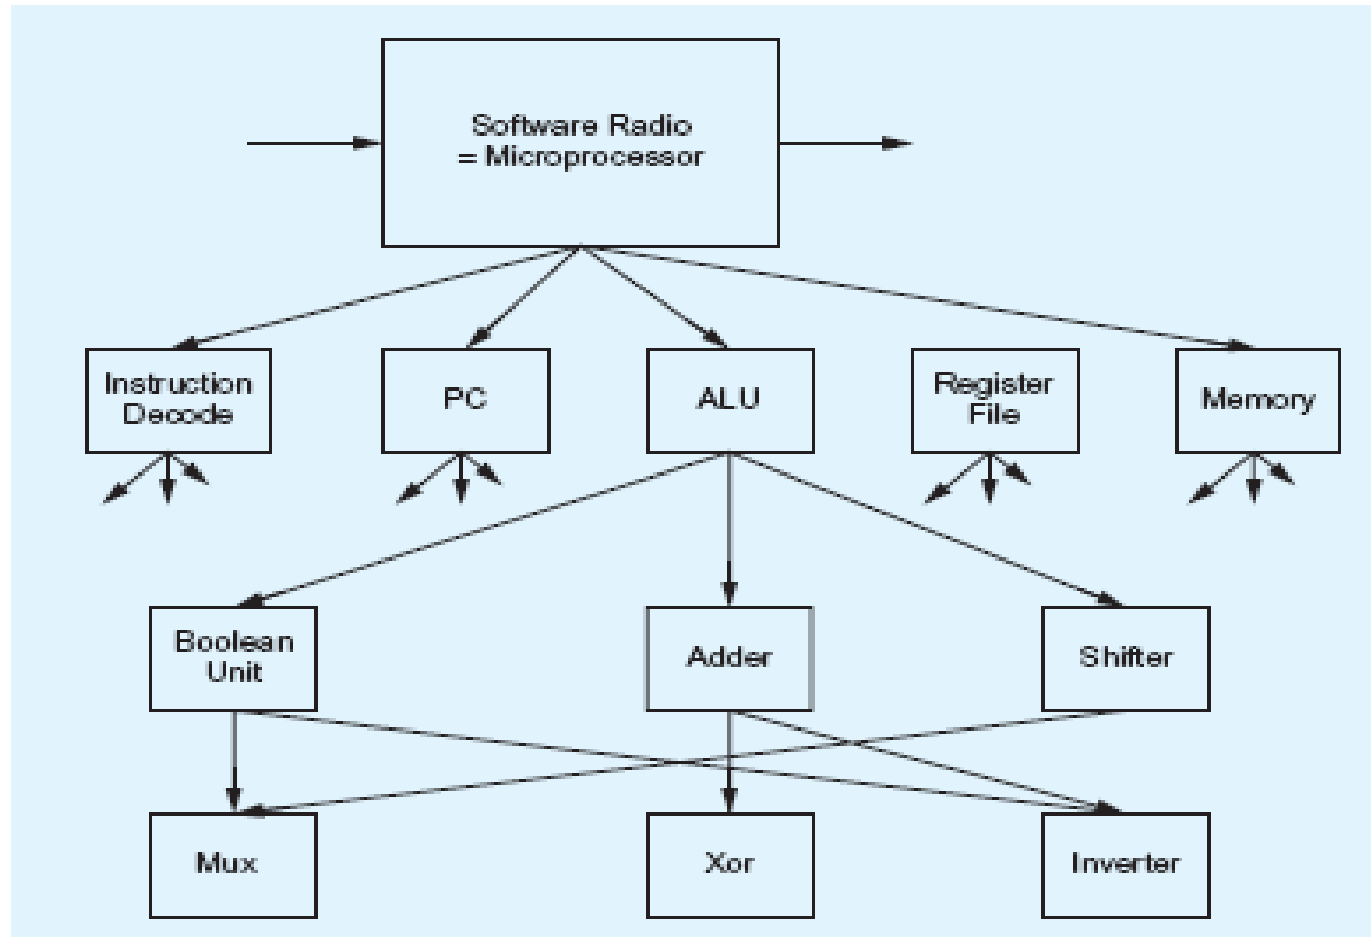 Software Radio
= Microprocessor
Instruction
Decode
PC
ALU
Register
File
Memory
Boolean
Unit
Adder
Shifter
Mux
Xor
Inverter